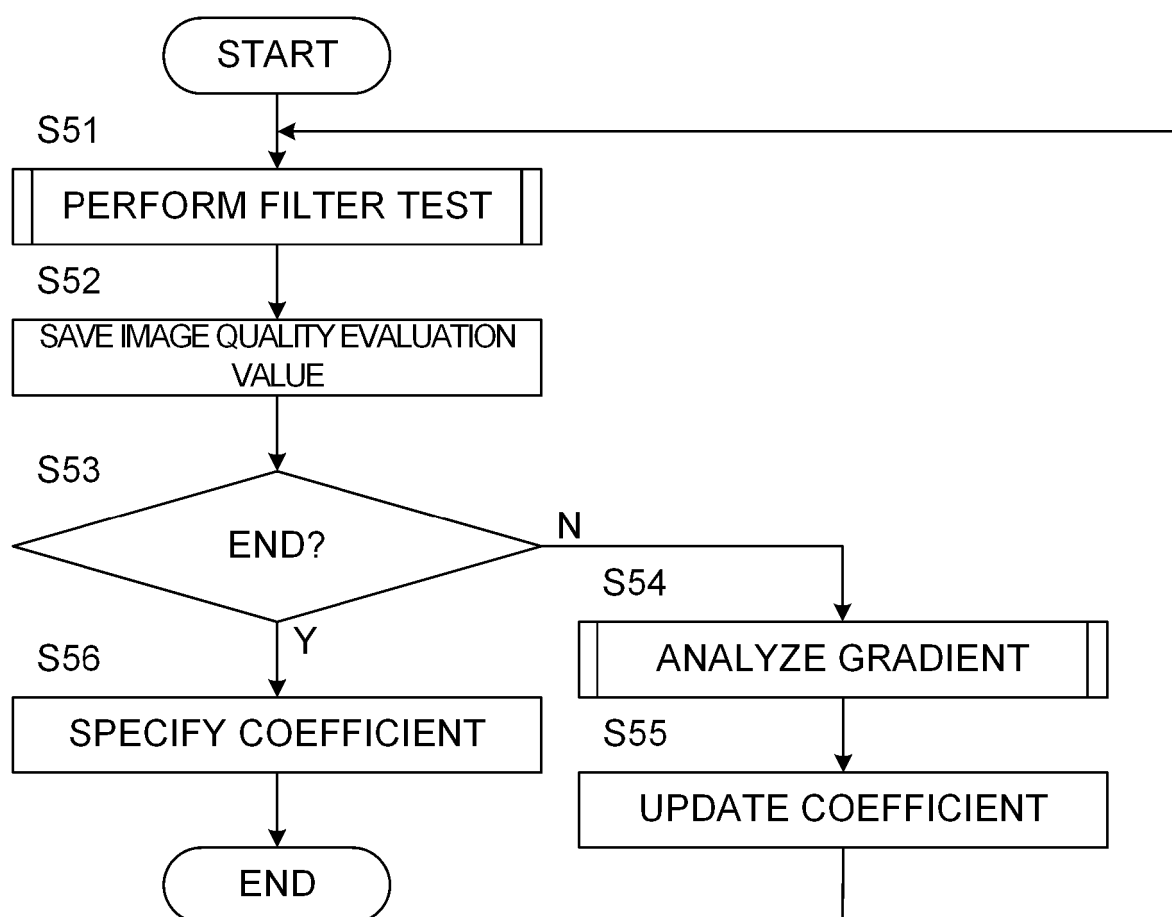 START
S51
PERFORM FILTER TEST
S52
SAVE IMAGE QUALITY EVALUATION
VALUE
S53
END?
N
Y
S54
ANALYZE GRADIENT
S55
UPDATE COEFFICIENT
S56
SPECIFY COEFFICIENT
END